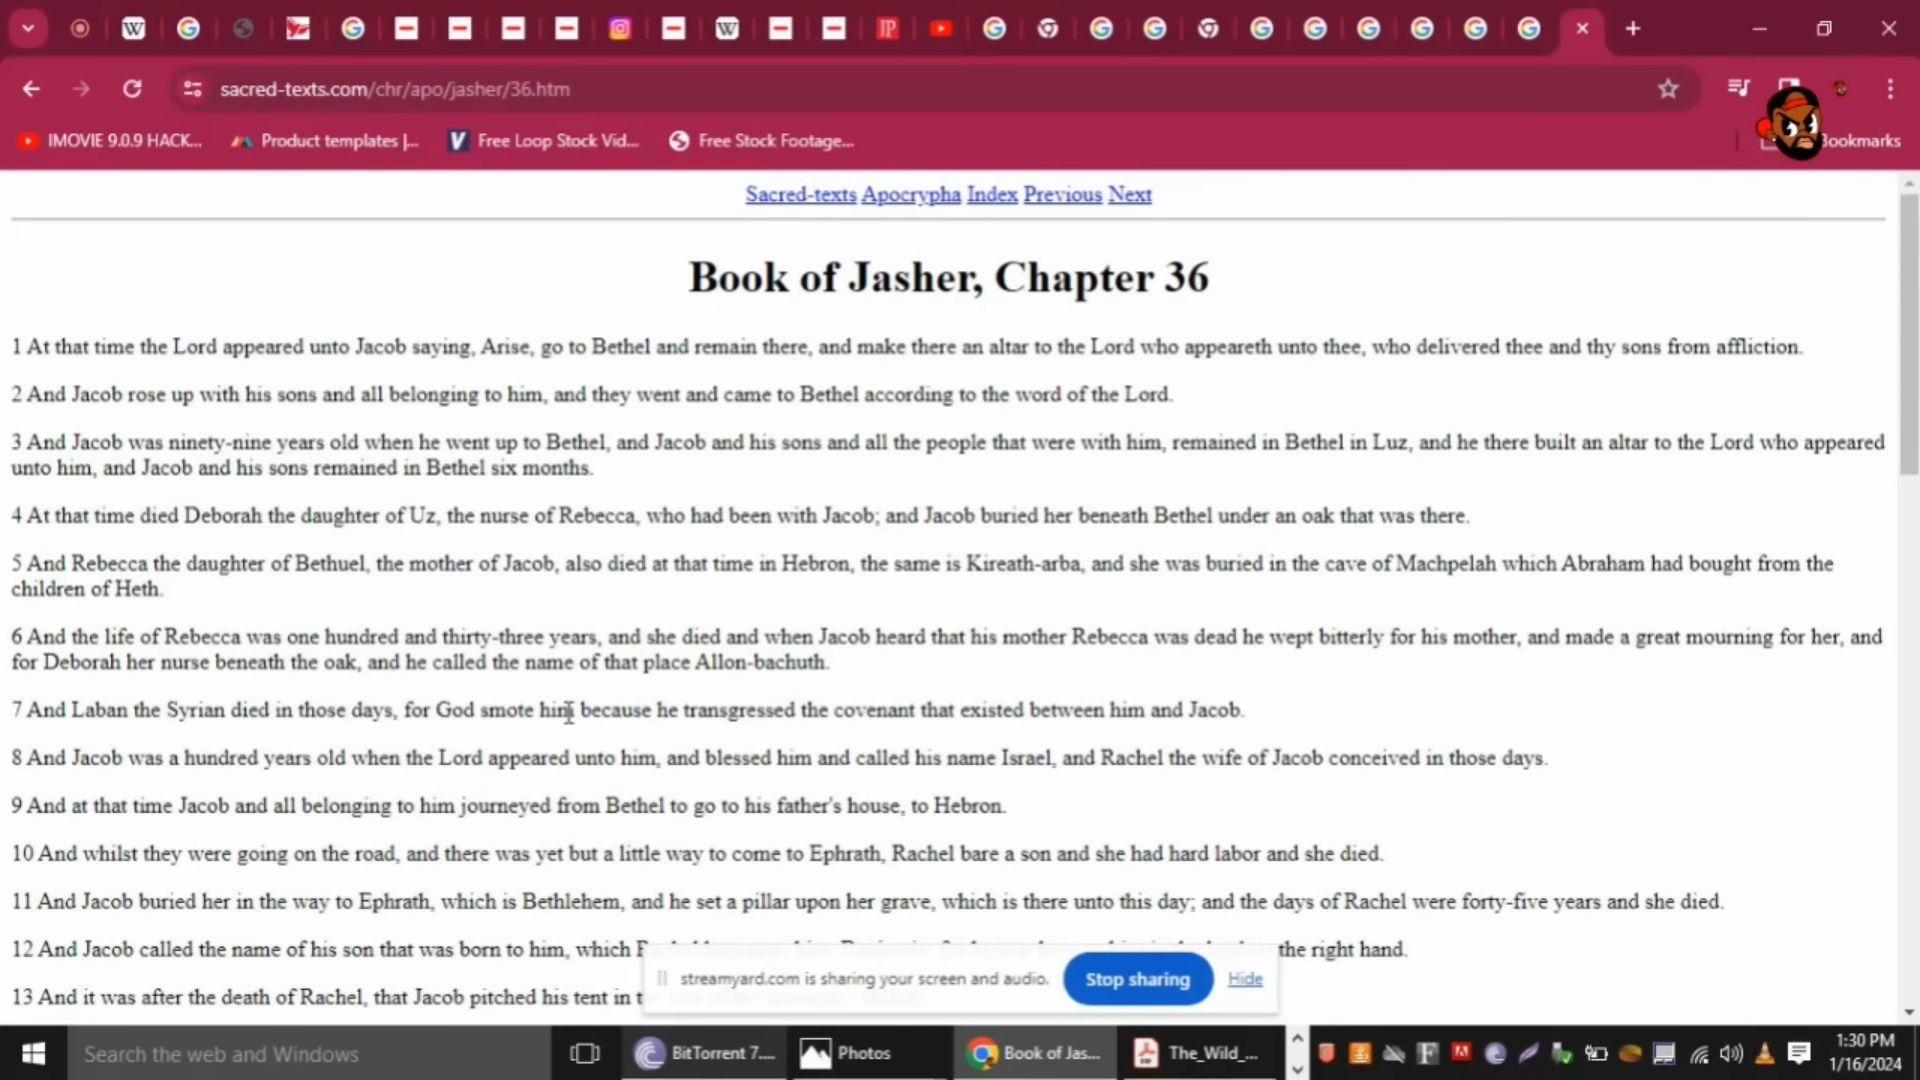 sacred-texts.com/chr/apo/jasher/36.htm
IMOVIE 9.0.9 HACK... Product templates |... Free Loop Stock Vid... Free Stock Footage... Bookmarks
Sacred-texts Apocrypha Index Previous Next
Book of Jasher, Chapter 36
1 At that time the Lord appeared unto Jacob saying, Arise, go to Bethel and remain there, and make there an altar to the Lord who appeareth unto thee, who delivered thee and thy sons from affliction.
2 And Jacob rose up with his sons and all belonging to him, and they went and came to Bethel according to the word of the Lord.
3 And Jacob was ninety-nine years old when he went up to Bethel, and Jacob and his sons and all the people that were with him, remained in Bethel in Luz, and he there built an altar to the Lord who appeared
unto him, and Jacob and his sons remained in Bethel six months.
4 At that time died Deborah the daughter of Uz, the nurse of Rebecca, who had been with Jacob; and Jacob buried her beneath Bethel under an oak that was there.
5 And Rebecca the daughter of Bethuel, the mother of Jacob, also died at that time in Hebron, the same is Kireath-arba, and she was buried in the cave of Machpelah which Abraham had bought from the
children of Heth.
6 And the life of Rebecca was one hundred and thirty-three years, and she died and when Jacob heard that his mother Rebecca was dead he wept bitterly for his mother, and made a great mourning for her, and
for Deborah her nurse beneath the oak, and he called the name of that place Allon-bachuth.
7 And Laban the Syrian died in those days, for God smote him because he transgressed the covenant that existed between him and Jacob.
8 And Jacob was a hundred years old when the Lord appeared unto him, and blessed him and called his name Israel, and Rachel the wife of Jacob conceived in those days.
9 And at that time Jacob and all belonging to him journeyed from Bethel to go to his father's house, to Hebron.
10 And whilst they were going on the road, and there was yet but a little way to come to Ephrath, Rachel bare a son and she had hard labor and she died.
11 And Jacob buried her in the way to Ephrath, which is Bethlehem, and he set a pillar upon her grave, which is there unto this day; and the days of Rachel were forty-five years and she died.
12 And Jacob called the name of his son that was born to him, which the right hand.
streamyard.com is sharing your screen and audio. Stop sharing Hide
13 And it was after the death of Rachel, that Jacob pitched his tent in
Search the web and Windows BitTorrent 7.... Photos Book of Jas... The_Wild_... 1:30 PM
1/16/2024